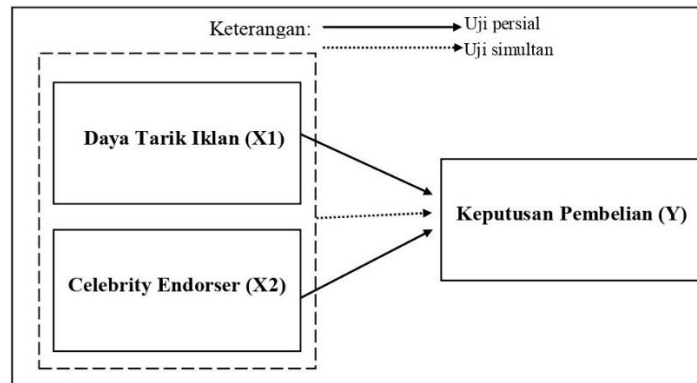 Keterangan:
Uji persial
Uji simultan
Daya Tarik Iklan (X1)
Keputusan Pembelian (Y)
Celebrity Endorser (X2)